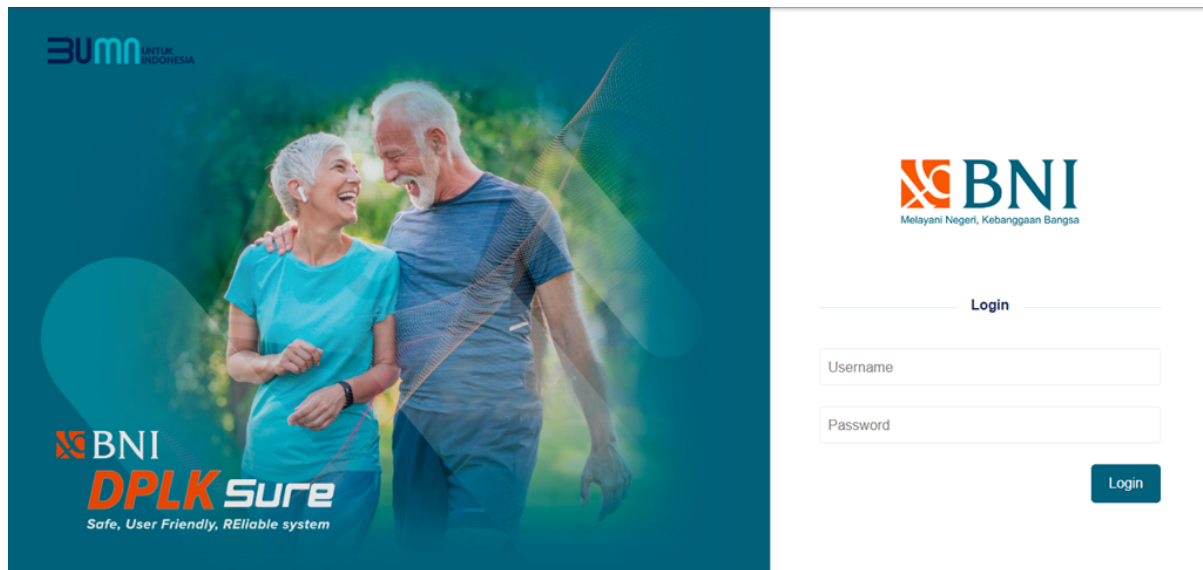 BUMN UNTUK
INDONESIA
BNI
DPLK Sure
Safe, User Friendly, REliable system
BNI
Melayani Negeri, Kebanggaan Bangsa
Login
Username
Password
Login